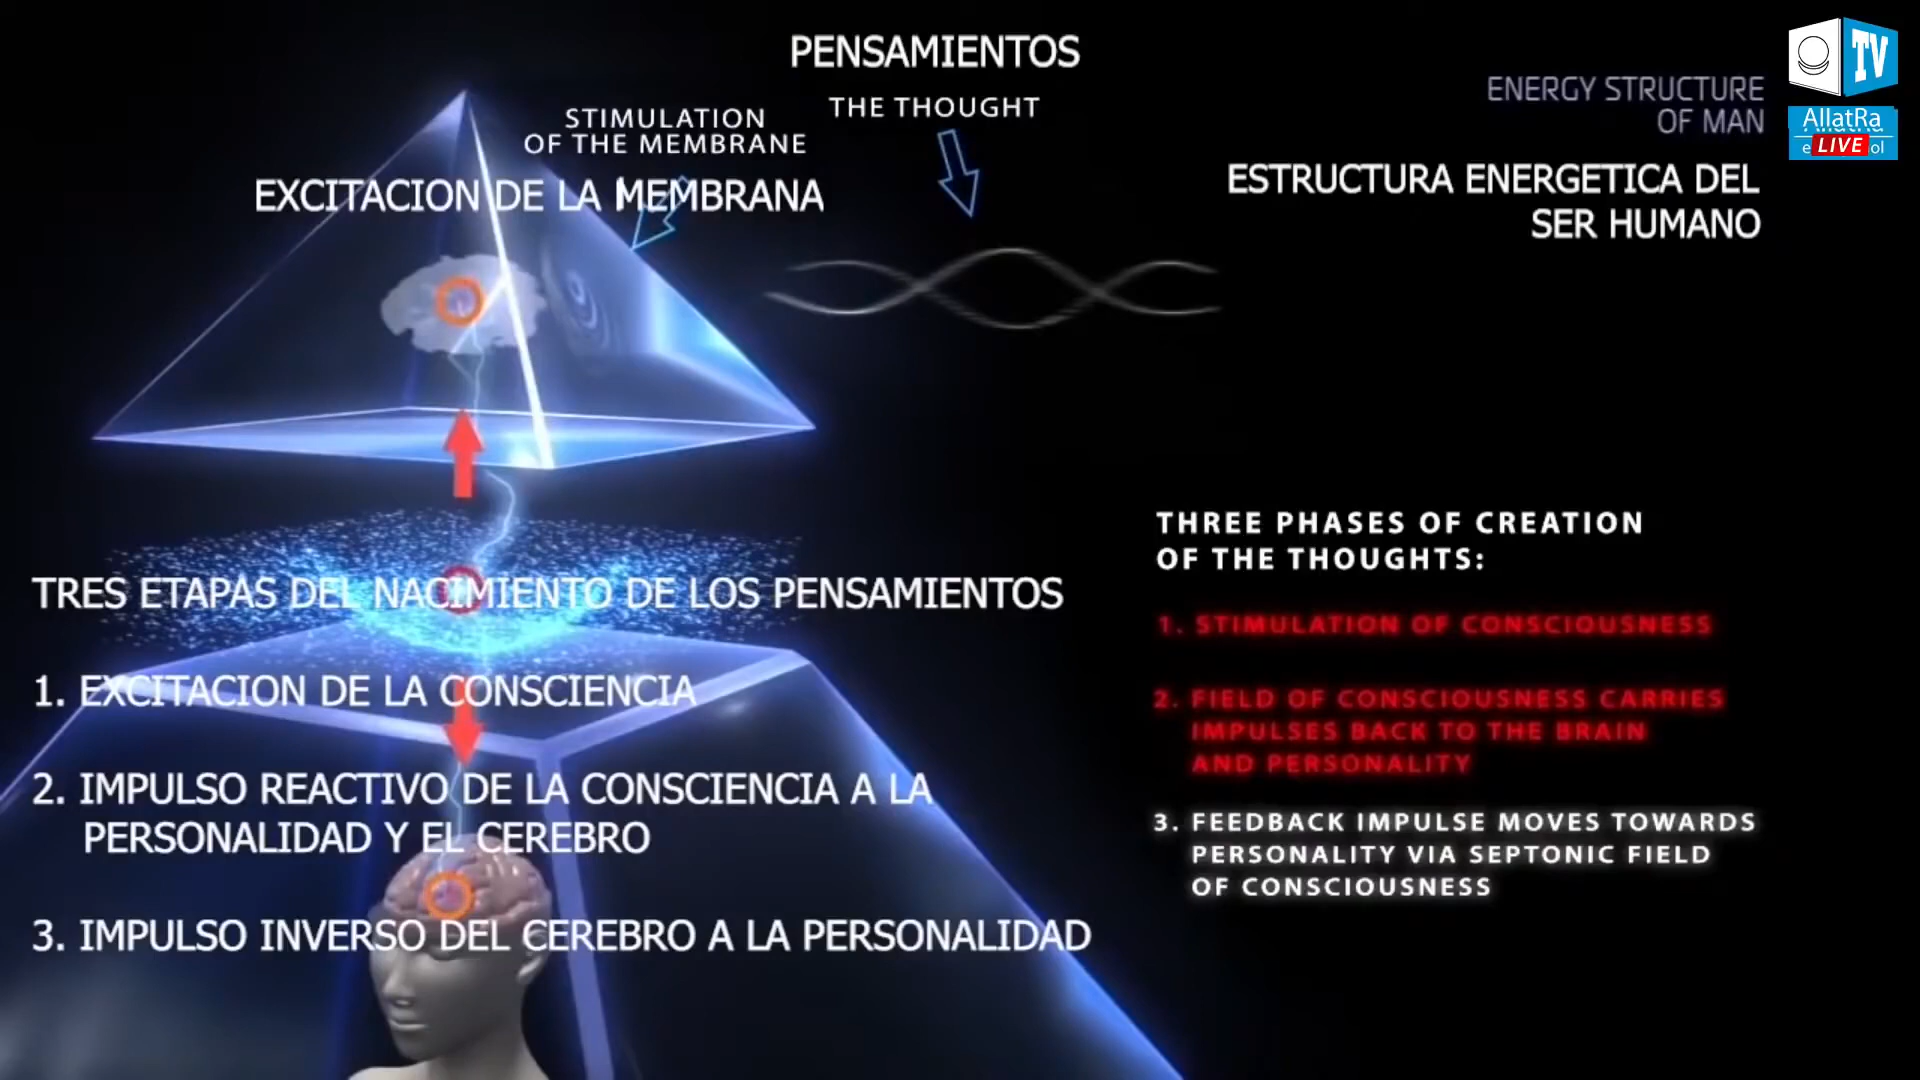 PENSAMIENTOS
THE THOUGHT
STIMULATION
OF THE MEMBRANE
EXCITACION DE LA MEMBRANA
ENERGY STRUCTURE
OF MAN
ESTRUCTURA ENERGETICA DEL
SER HUMANO
TV
AllatRa
LIVE
THREE PHASES OF CREATION
OF THE THOUGHTS:
1. STIMULATION OF CONSCIOUSNESS
2. FIELD OF CONSCIOUSNESS CARRIES
IMPULSES BACK TO THE BRAIN
AND PERSONALITY
3. FEEDBACK IMPULSE MOVES TOWARDS
PERSONALITY VIA SEPTONIC FIELD
OF CONSCIOUSNESS
TRES ETAPAS DEL NACIMIENTO DE LOS PENSAMIENTOS
1. EXCITACION DE LA CONSCIENCIA
2. IMPULSO REACTIVO DE LA CONSCIENCIA A LA
PERSONALIDAD Y EL CEREBRO
3. IMPULSO INVERSO DEL CEREBRO A LA PERSONALIDAD